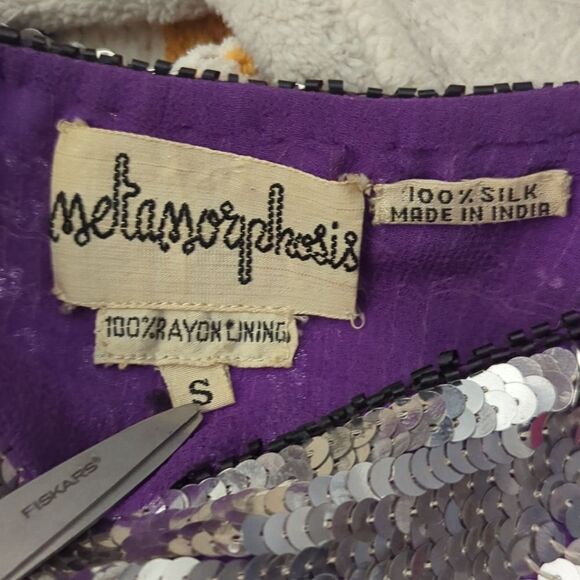 metamorphosis
100% SILK
MADE IN INDIA
100% RAYON LINING
S
FISKARS